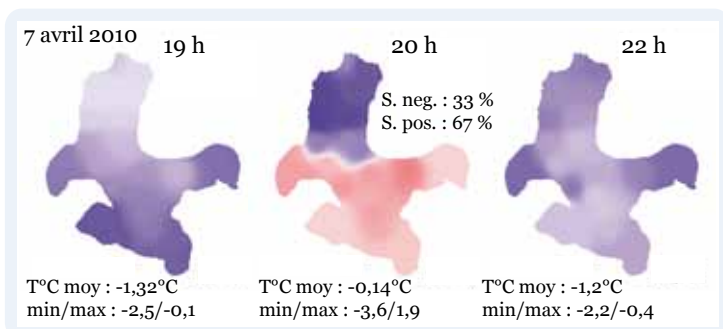 7 avril 2010
19 h
20 h
22 h
S. neg. : 33 %
S. pos. : 67 %
T°C moy : -1,32°C
min/max : -2,5/-0,1
T°C moy : -0,14°C
min/max : -3,6/1,9
T°C moy : -1,2°C
min/max : -2,2/-0,4